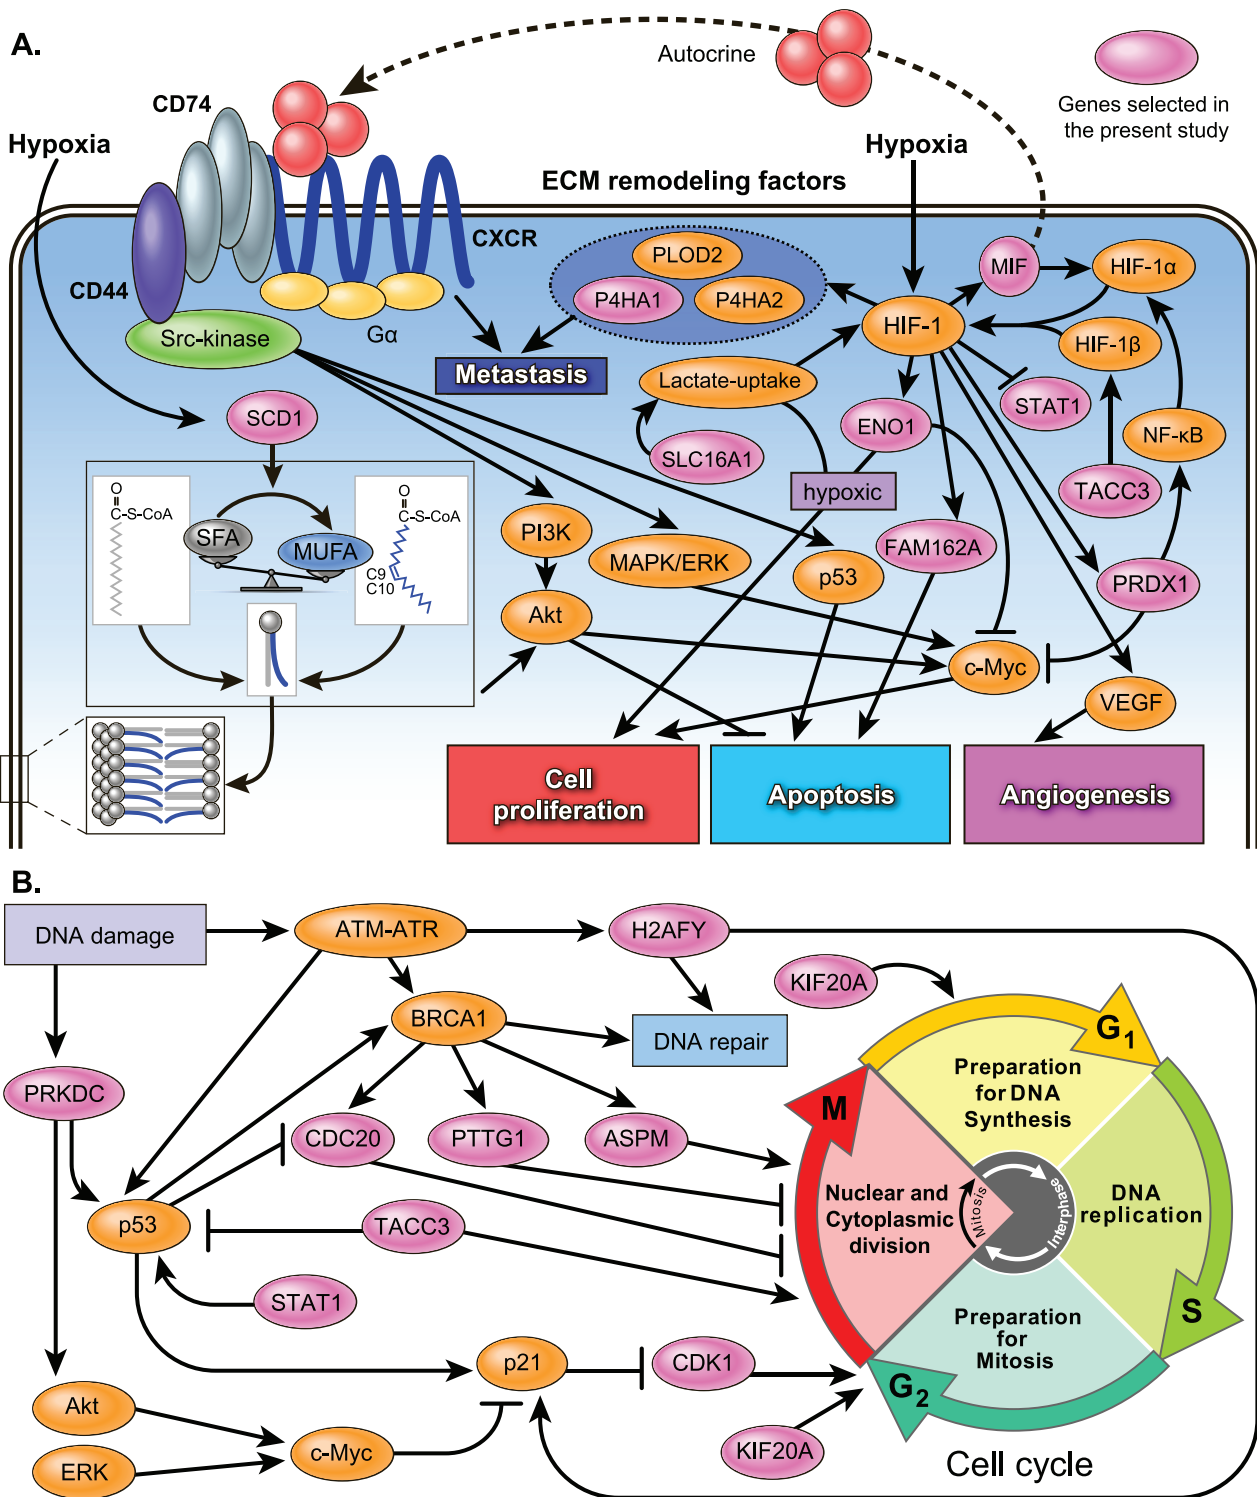 A.
Autocrine
Genes selected in
the present study
CD74
Hypoxia
Hypoxia
ECM remodeling factors
CXCR
CD44
Gα
Src-kinase
PLOD2
P4HA1
P4HA2
MIF
HIF-1α
HIF-1
HIF-1β
Metastasis
Lactate-uptake
STAT1
SCD1
ENO1
NF-κB
SLC16A1
TACC3
hypoxic
O
C-S-CoA
O
C-S-CoA
SFA
MUFA
C9
C10
PI3K
MAPK/ERK
p53
FAM162A
PRDX1
Akt
c-Myc
VEGF
Cell
proliferation
Apoptosis
Angiogenesis
B.
DNA damage
ATM-ATR
H2AFY
KIF20A
BRCA1
DNA repair
G1
Preparation
for DNA
Synthesis
PRKDC
M
CDC20
PTTG1
ASPM
Nuclear and
Cytoplasmic
division
Mitosis
Interphase
DNA
replication
p53
TACC3
STAT1
S
Preparation
for
Mitosis
p21
CDK1
G2
Akt
c-Myc
KIF20A
ERK
Cell cycle